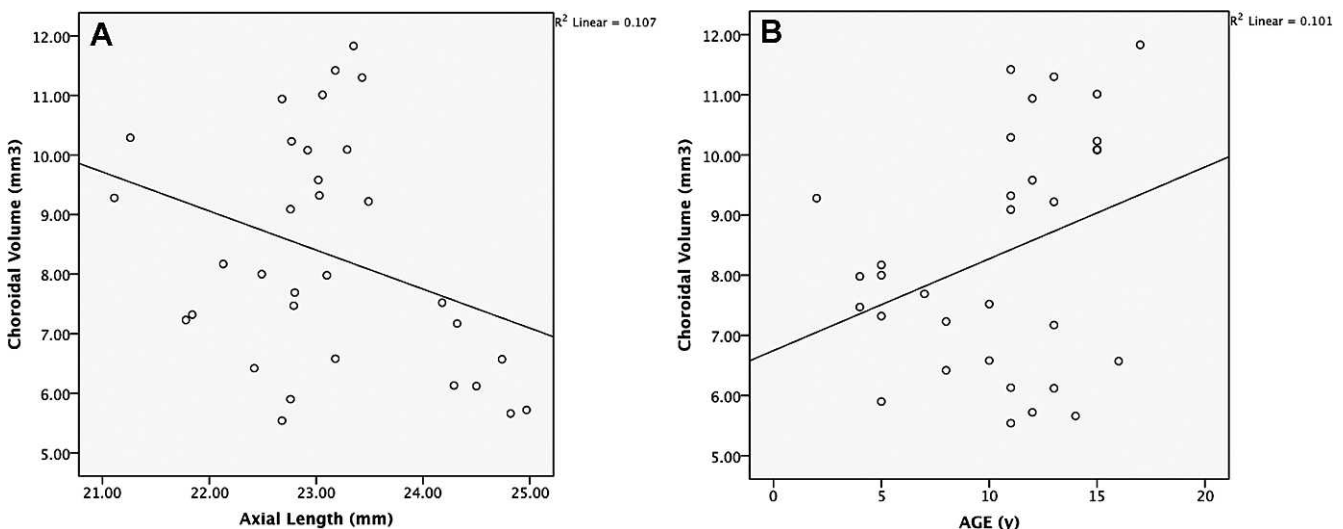 A
R² Linear = 0.107
12.00
11.00
10.00
9.00
8.00
7.00
6.00
5.00
Choroidal Volume (mm3)
21.00 22.00 23.00 24.00 25.00
Axial Length (mm)
B
R² Linear = 0.101
12.00
11.00
10.00
9.00
8.00
7.00
6.00
5.00
Choroidal Volume (mm3)
0 5 10 15 20
AGE (y)